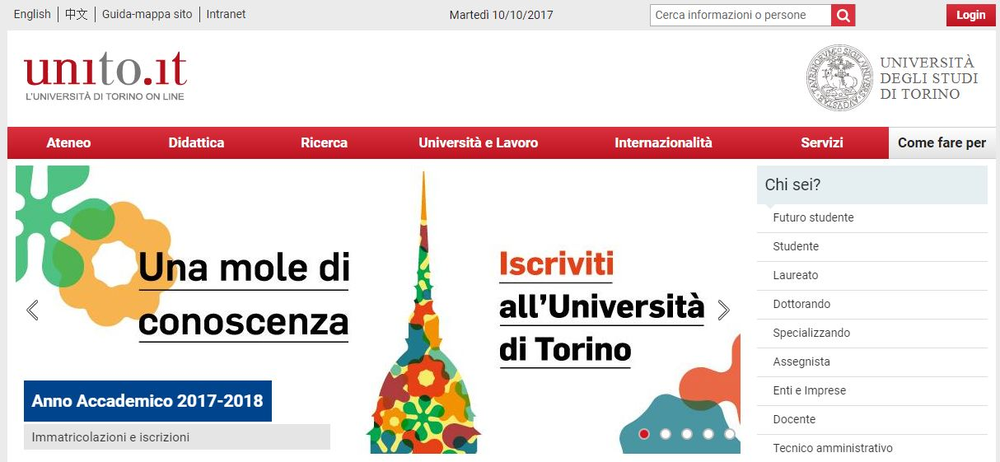 English
中文
Guida-mappa sito
Intranet
Martedì 10/10/2017
Cerca informazioni o persone
Login
unito.it
L'UNIVERSITÀ DI TORINO ON LINE
UNIVERSITÀ
DEGLI STUDI
DI TORINO
Ateneo
Didattica
Ricerca
Università e Lavoro
Internazionalità
Servizi
Come fare per
Una mole di
conoscenza
Iscriviti
all'Università
di Torino
Anno Accademico 2017-2018
Immatricolazioni e iscrizioni
Chi sei?
Futuro studente
Studente
Laureato
Dottorando
Specializzando
Assegnista
Enti e Imprese
Docente
Tecnico amministrativo